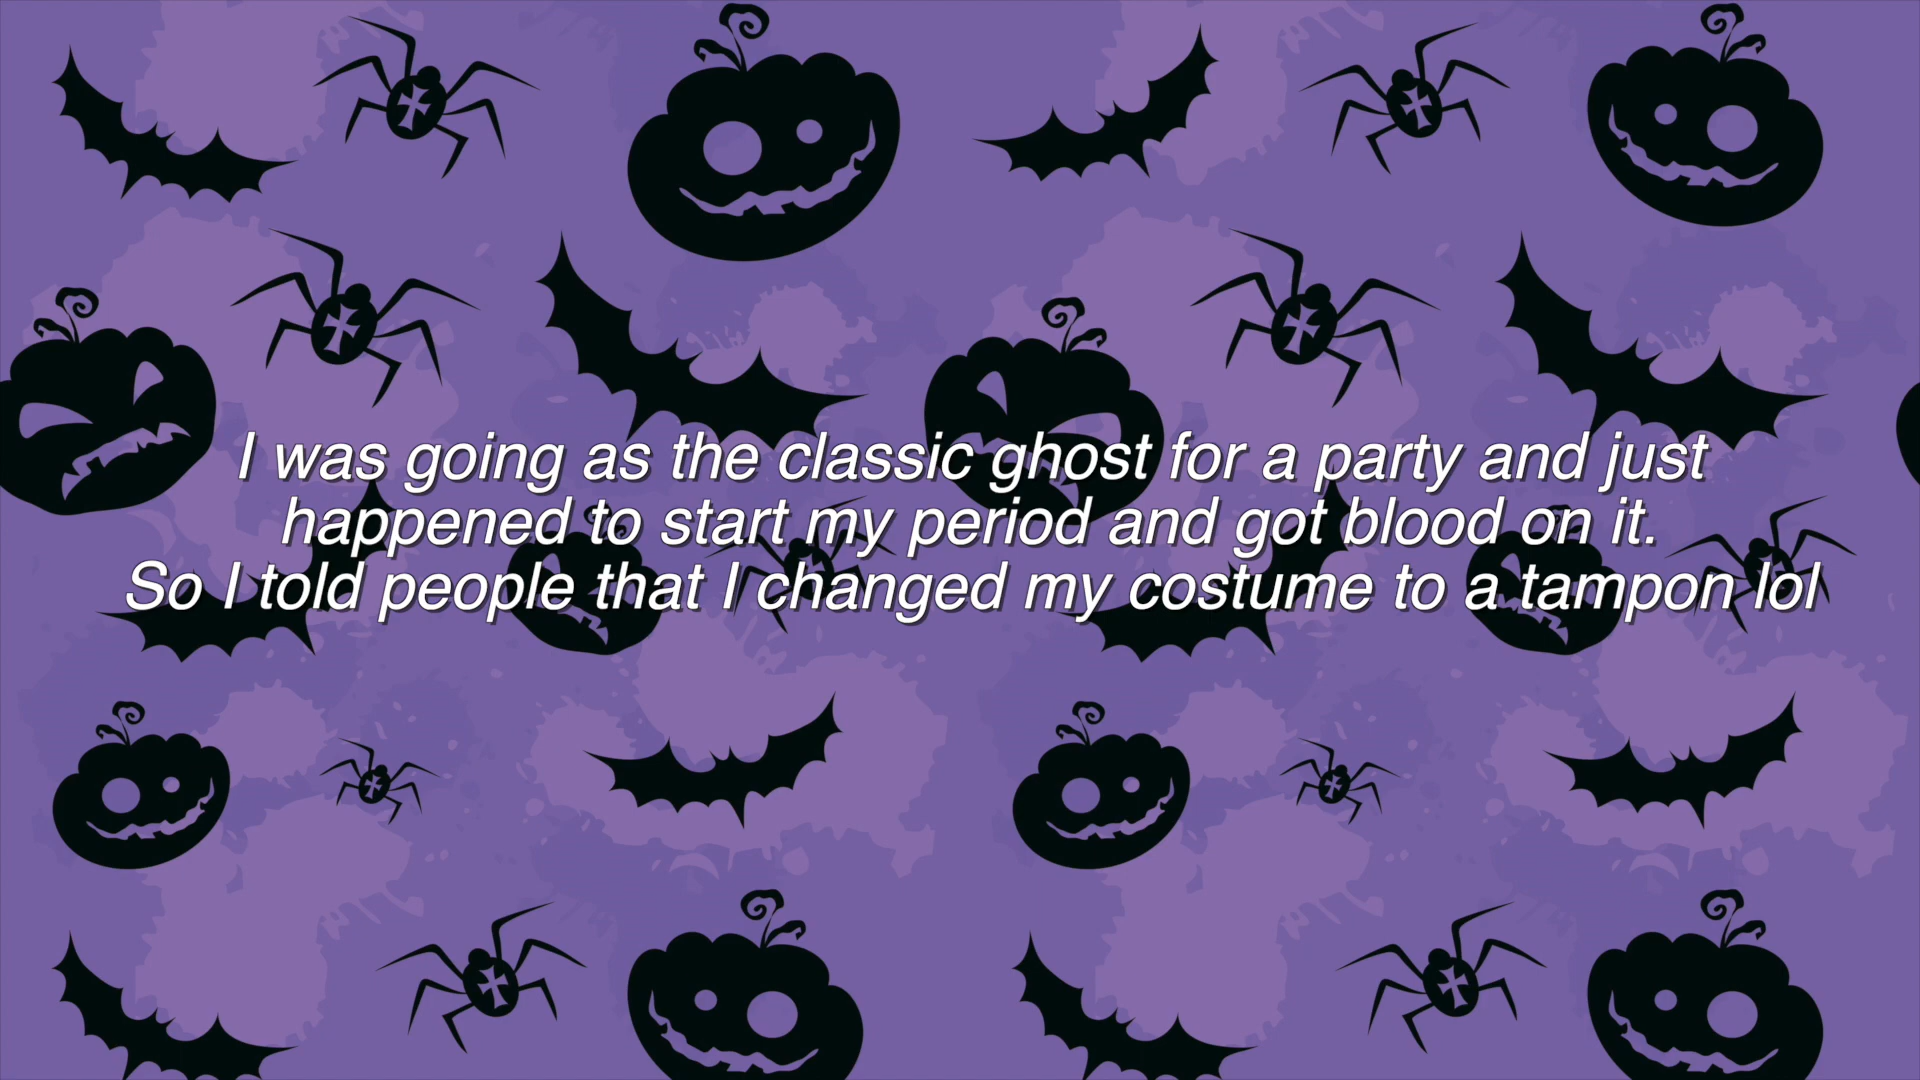 I was going as the classic ghost for a party and just
happened to start my period and got blood on it.
So I told people that I changed my costume to a tampon lol